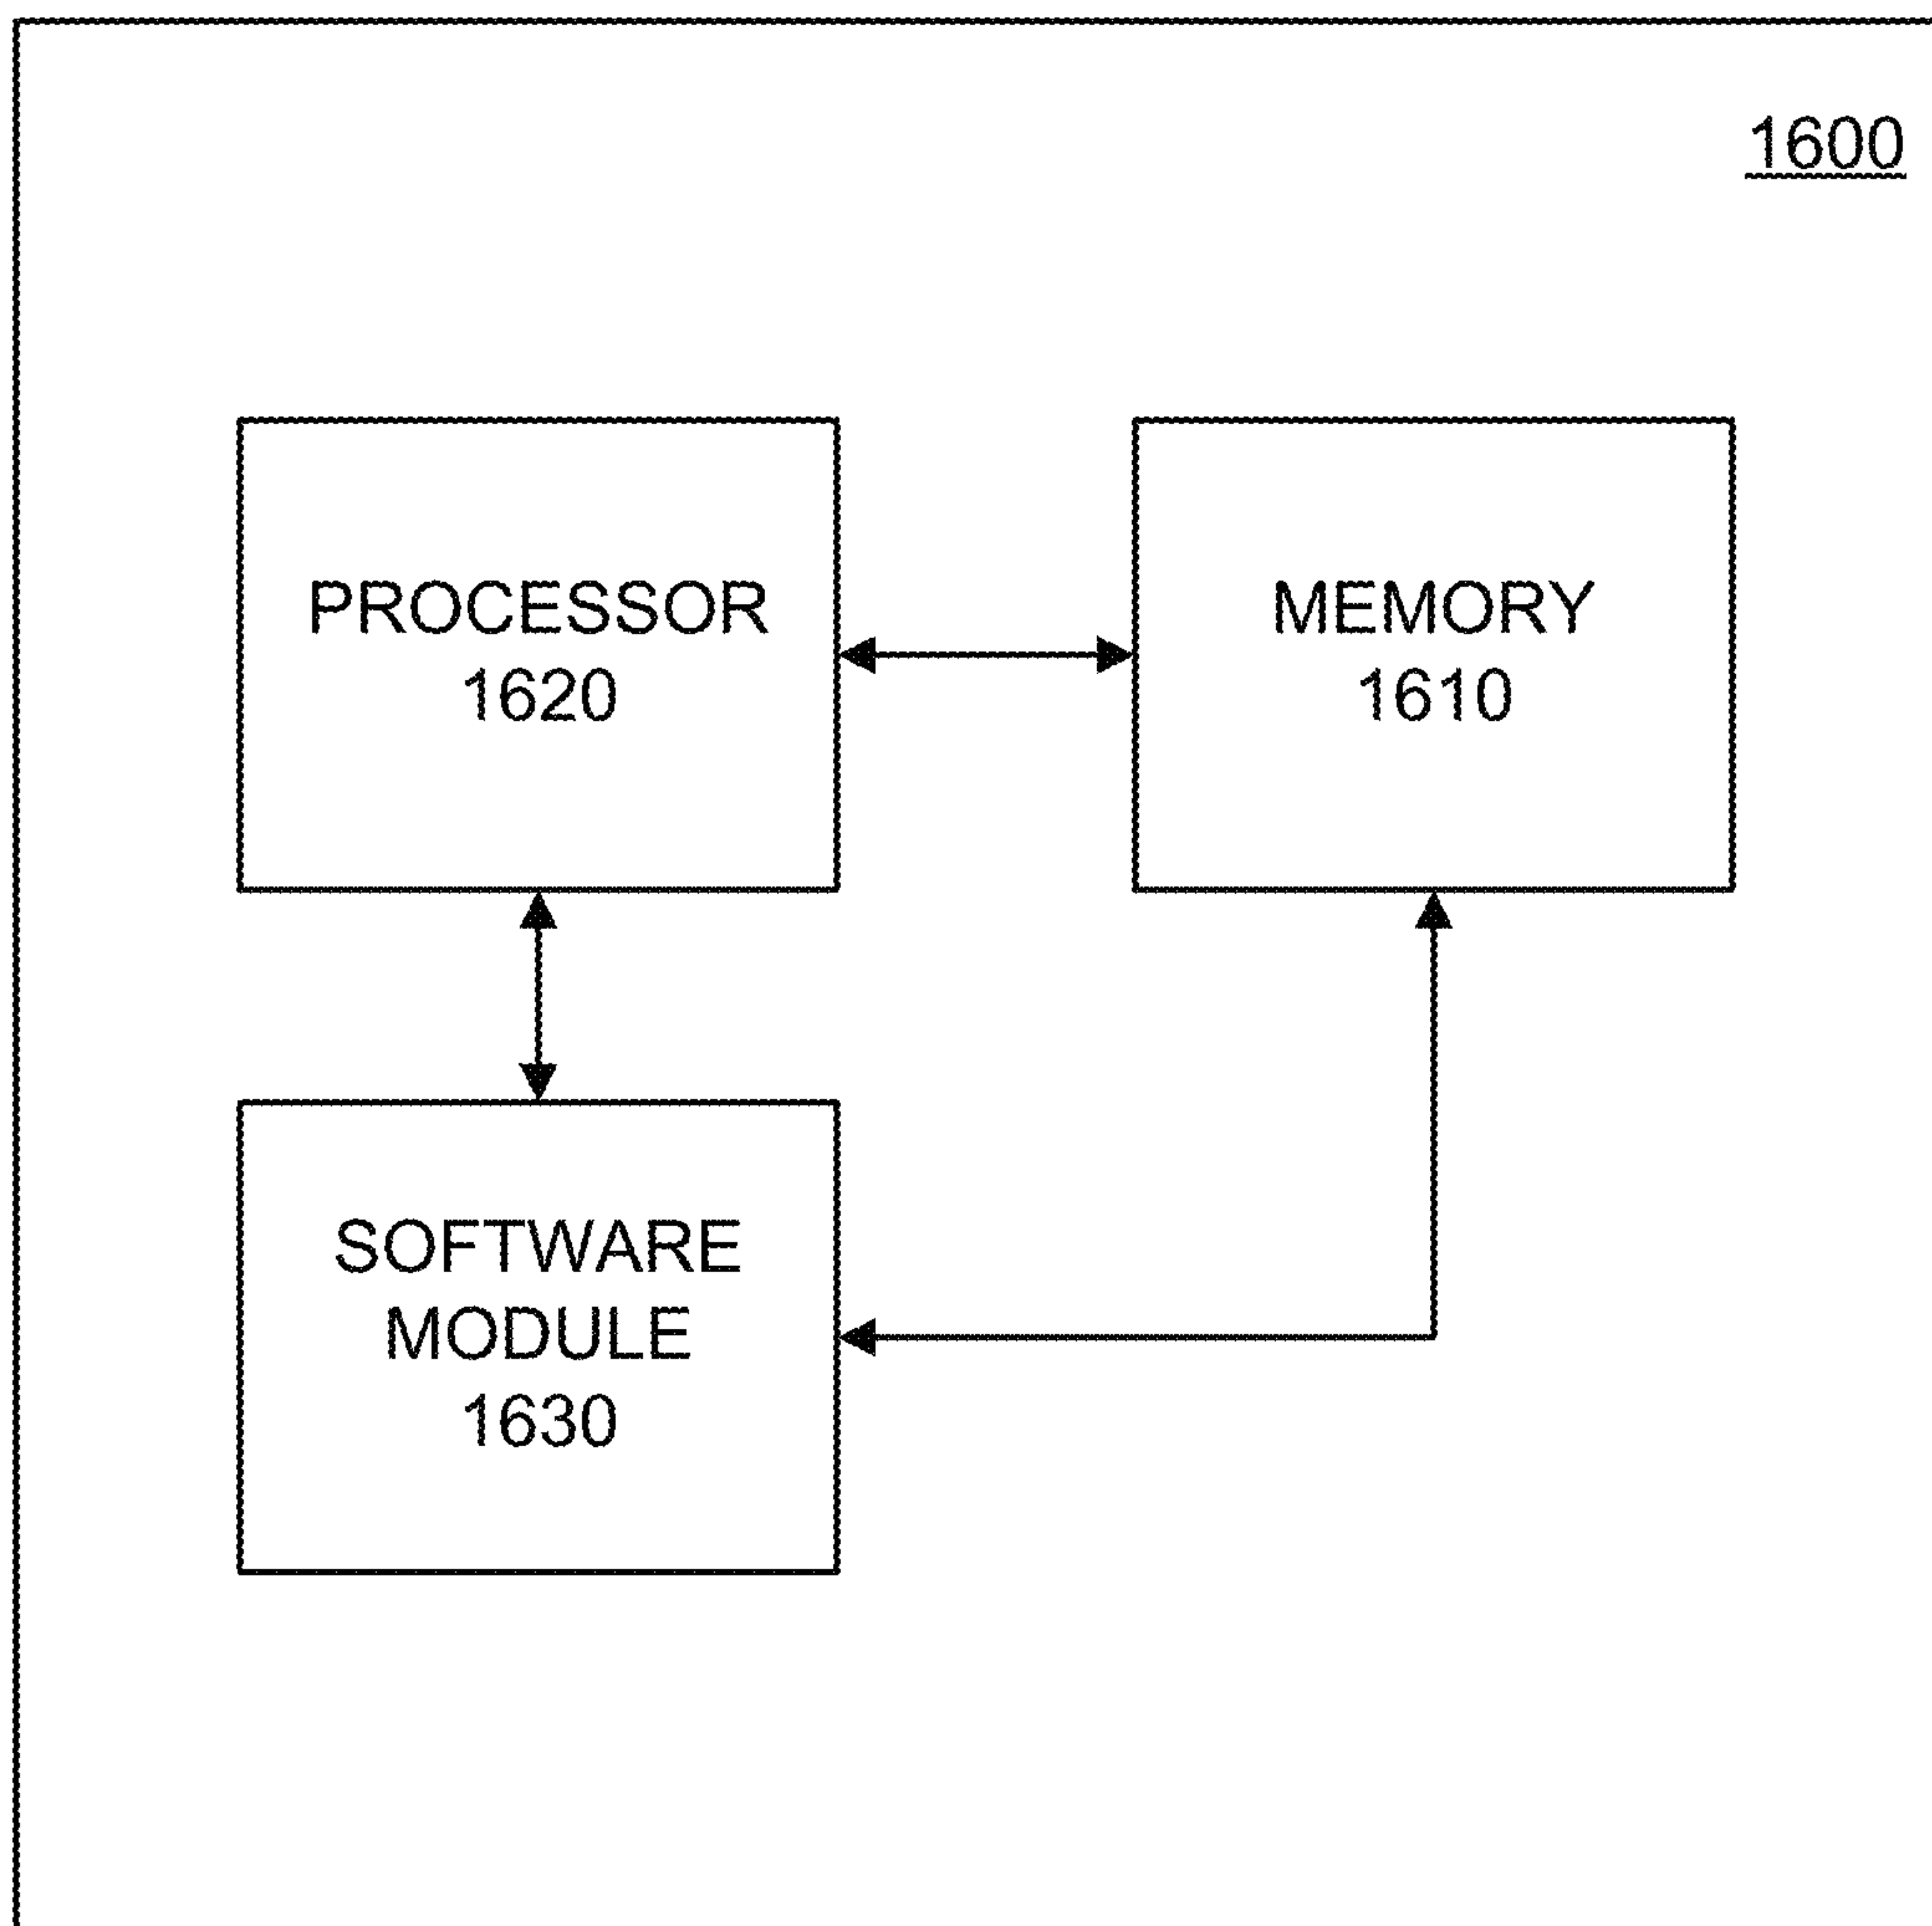 1600
PROCESSOR
1620
MEMORY
1610
SOFTWARE
MODULE
1630